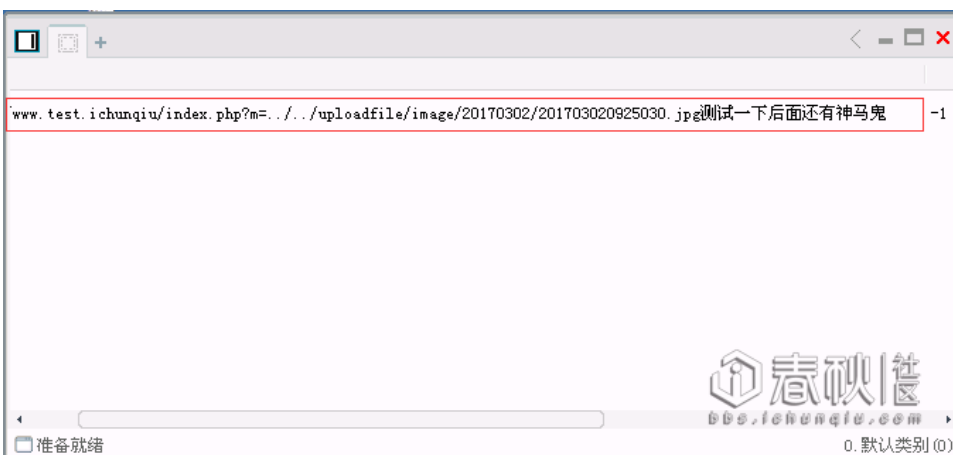 www.test.ichunqiu/index.php?m=../../uploadfile/image/20170302/201703020925030.jpg测试一下后面还有神马鬼 -1
春秋 社区
bbs.ichunqiu.com
准备就绪 0.默认类别(0)